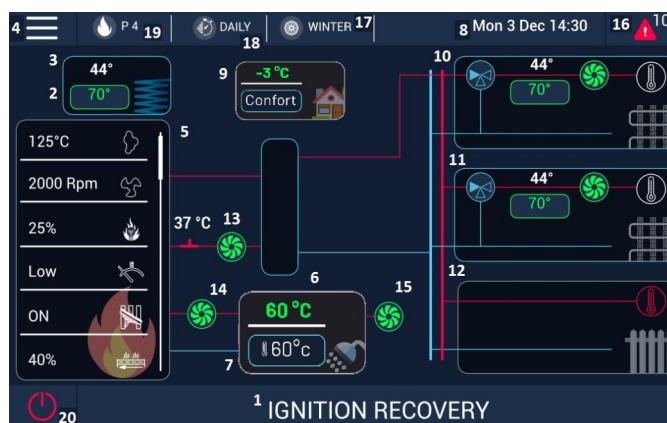 4 P 4 19 DAILY 18 WINTER 17 8 Mon 3 Dec 14:30 16 10
3 44°
2 70°
9 -3 °C
Confort
10 44°
70°
5
125°C
2000 Rpm
25%
Low
ON
40%
37 °C 13
11 44°
70°
12
14 6 15
60 °C
7 60°c
20 1 IGNITION RECOVERY